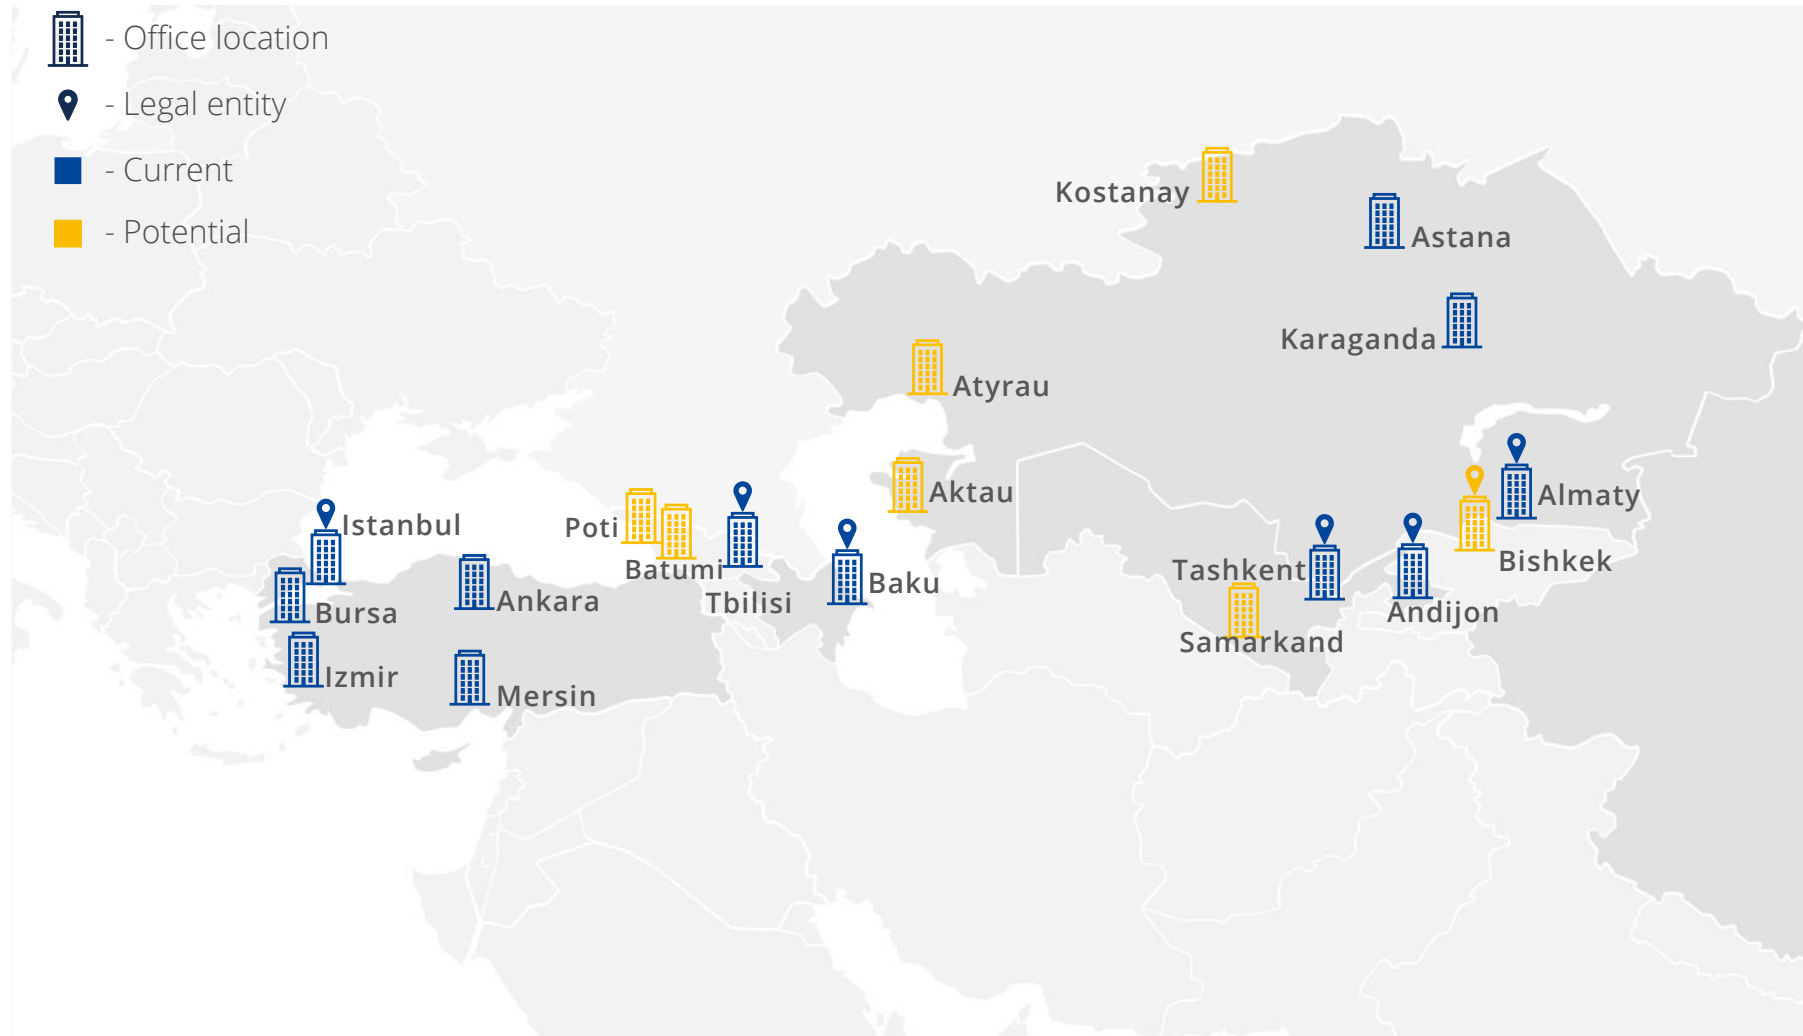 - Office location
- Legal entity
- Current
- Potential
Kostanay
Astana
Karaganda
Atyrau
Aktau
Almaty
Istanbul
Poti
Bishkek
Batumi
Tashkent
Baku
Ankara
Tbilisi
Bursa
Andijon
Samarkand
Izmir
Mersin